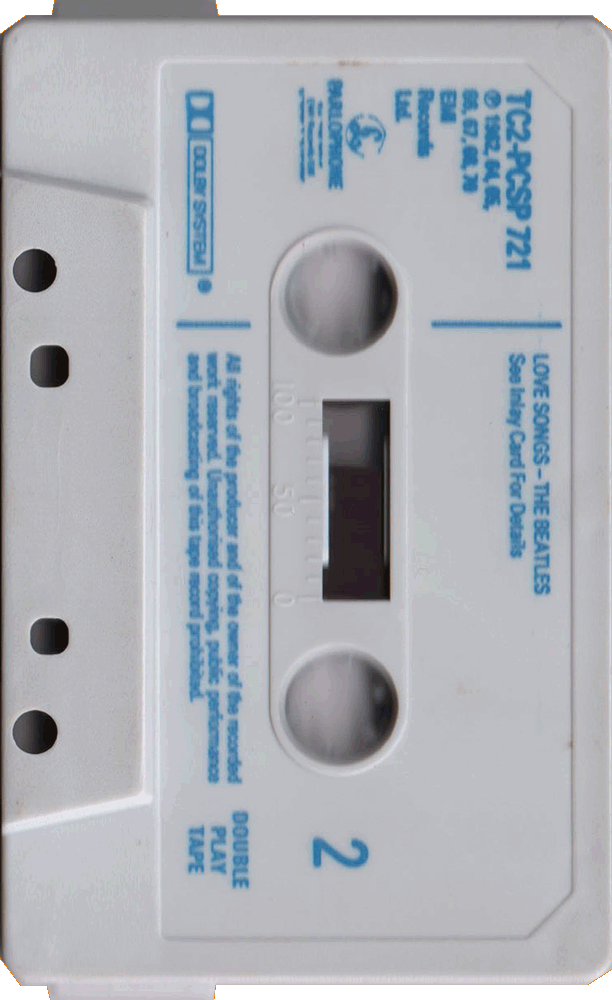 TC2-PCSP 721
℗ 1962, 64, 65,
66, 67, 68, 70
EMI
Records
Ltd.
PARLOPHONE
LOVE SONGS – THE BEATLES
See Inlay Card For Details
100 50 0
2
DOLBY SYSTEM
All rights of the producer and of the owner of the recorded
work reserved. Unauthorised copying, public performance
and broadcasting of this tape record prohibited.
DOUBLE
PLAY
TAPE